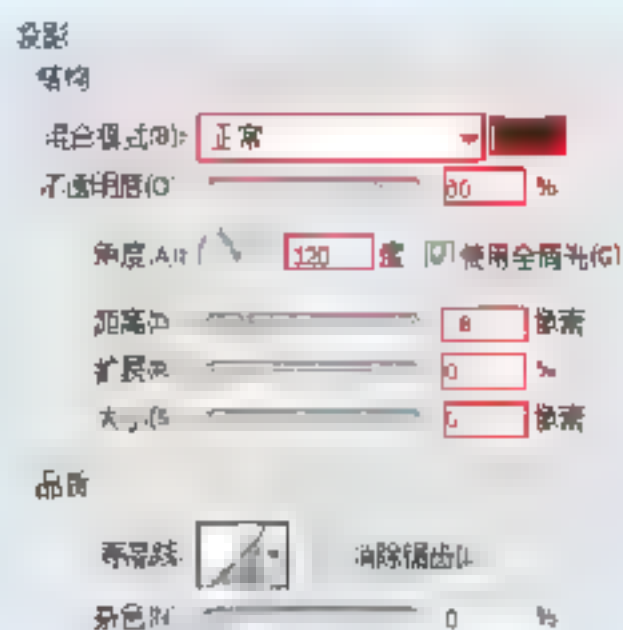 投影
结构
混合模式(B): 正常
不透明度(O 80 %
角度(A): 120 度 使用全局光(G)
距离(D 像素
扩展(R 0 %
大小(S 像素
品质
等高线 消除锯齿(L
杂色(N 0 %